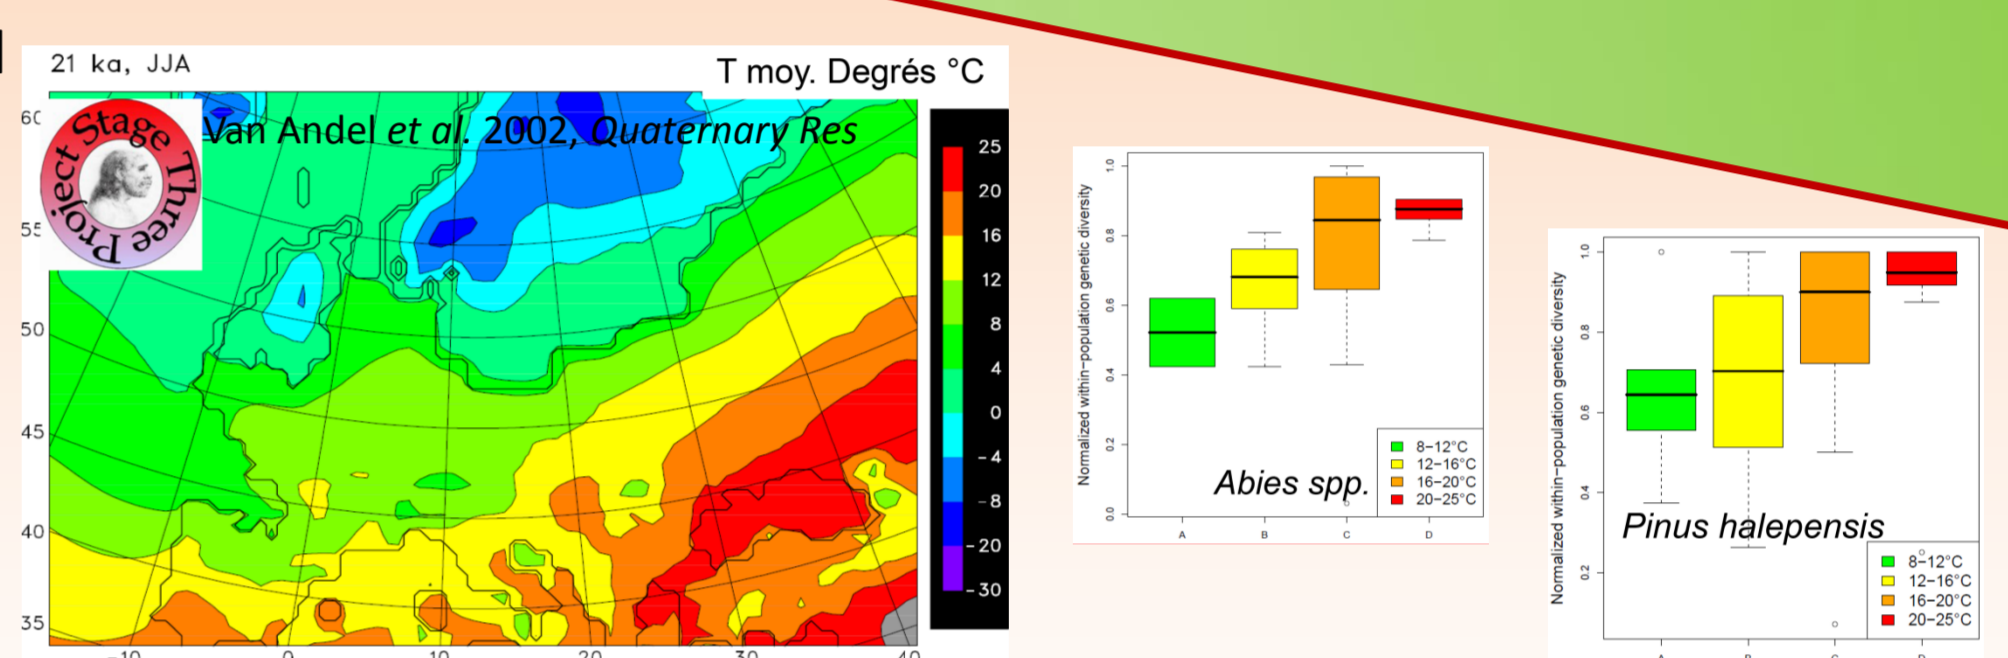 21 ka, JJA
T moy. Degrés °C
Van Andel et al. 2002, Quaternary Res
Stage Three Project
60
55
50
45
40
35
-10
0
10
20
30
40
25
20
16
12
8
4
0
-4
-8
-20
-30
Normalized within-population genetic diversity
1.0
0.8
0.6
0.4
0.2
0.0
A B C D
Abies spp.
8-12°C
12-16°C
16-20°C
20-25°C
Normalized within-population genetic diversity
1.0
0.8
0.6
0.4
0.2
Pinus halepensis
8-12°C
12-16°C
16-20°C
20-25°C